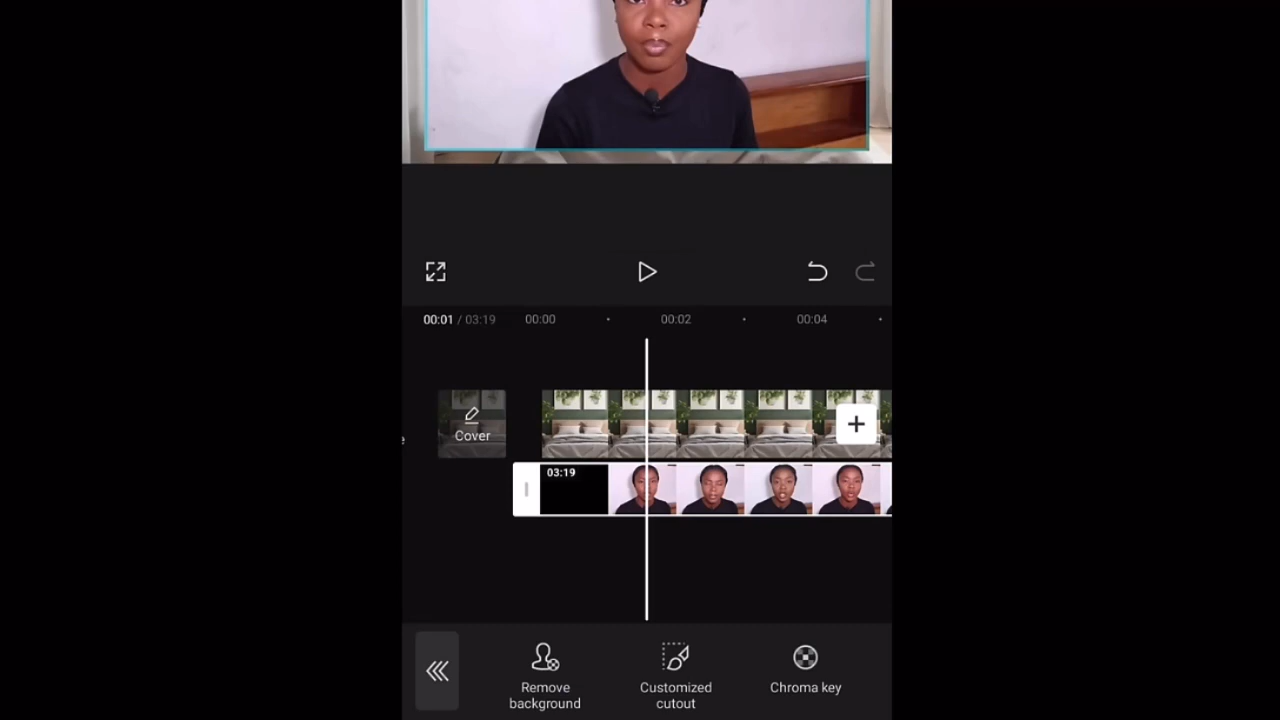 00:01 / 03:19 00:00 00:02 00:04
Cover
03:19
Remove
background
Customized
cutout
Chroma key